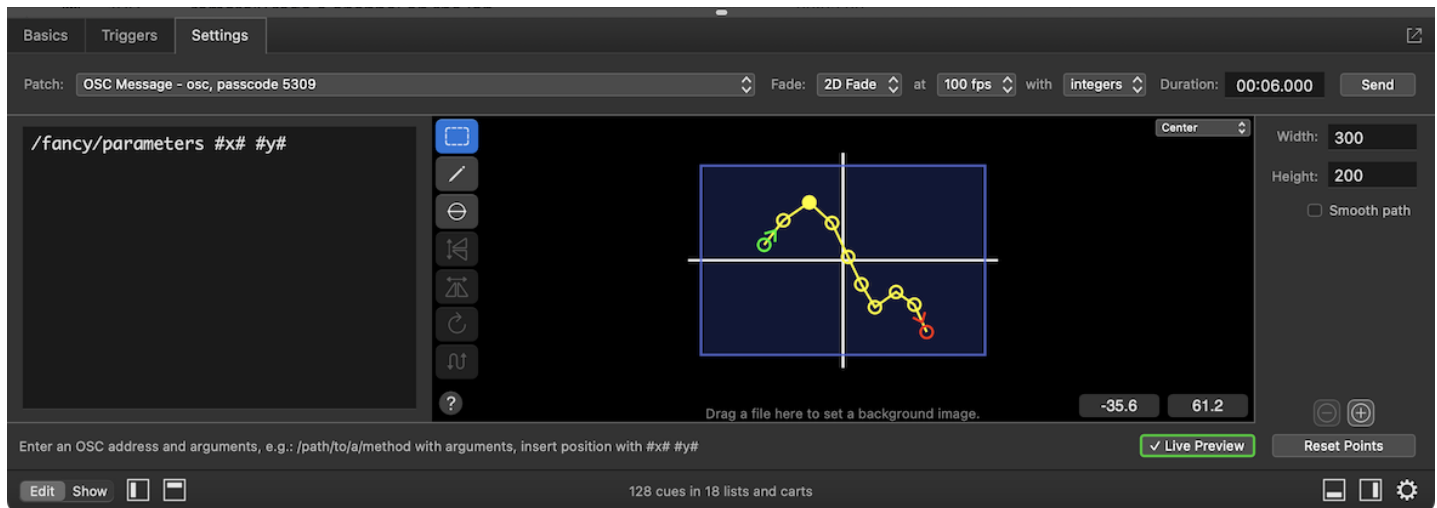 Basics Triggers Settings
Patch: OSC Message - osc, passcode 5309 Fade: 2D Fade at 100 fps with integers Duration: 00:06.000 Send
/fancy/parameters #x# #y#
Center
Width: 300
Height: 200
Smooth path
?
Drag a file here to set a background image.
-35.6 61.2
Enter an OSC address and arguments, e.g.: /path/to/a/method with arguments, insert position with #x# #y#
✓ Live Preview Reset Points
Edit Show 128 cues in 18 lists and carts